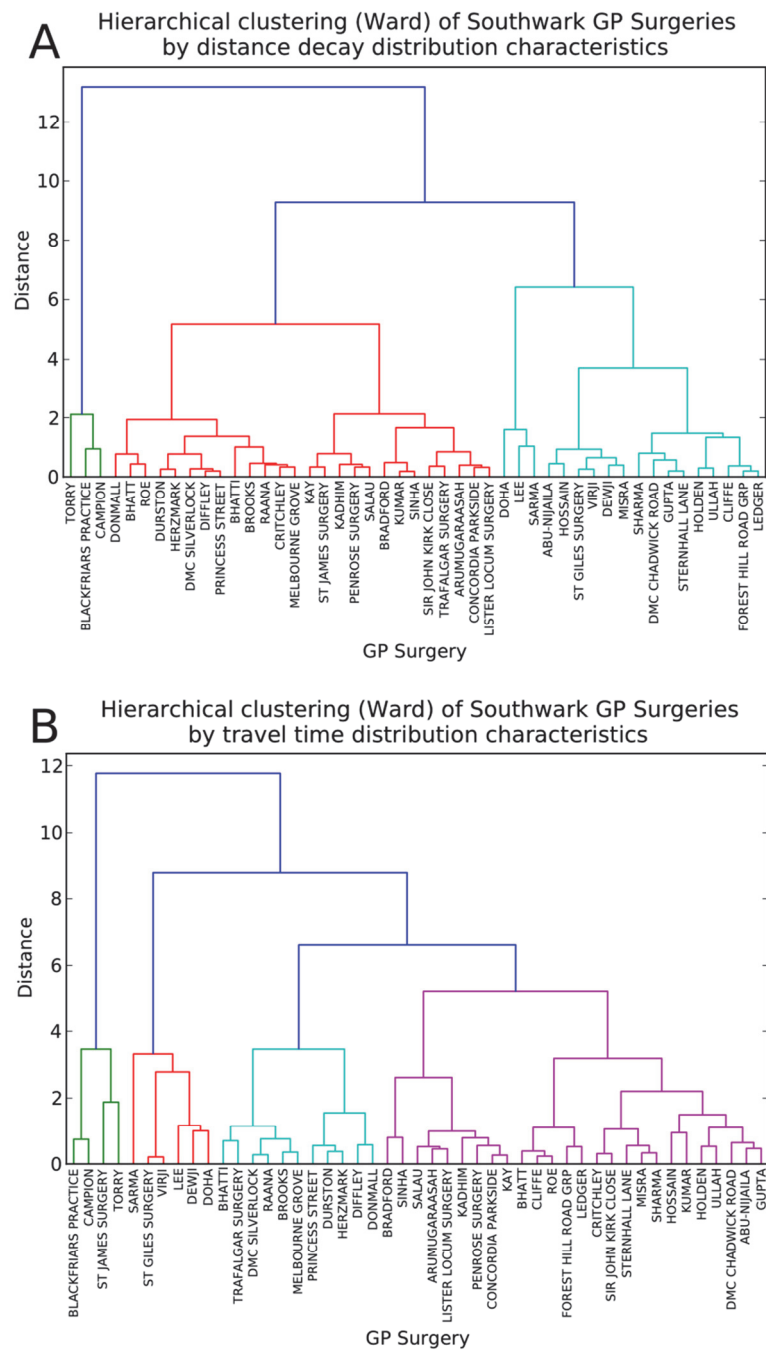 A
Hierarchical clustering (Ward) of Southwark GP Surgeries
by distance decay distribution characteristics
12
10
8
6
4
2
0
Distance
TORRY
BLACKFRIARS PRACTICE
CAMPION
DONMALL
BHATT
ROE
DURSTON
HERZMARK
DMC SILVERLOCK
DIFFLEY
PRINCESS STREET
BHATTI
BROOKS
RAANA
CRITCHLEY
MELBOURNE GROVE
KAY
ST JAMES SURGERY
KADHIM
PENROSE SURGERY
SALAU
BRADFORD
KUMAR
SINHA
SIR JOHN KIRK CLOSE
TRAFALGAR SURGERY
ARUMUGARAASAH
CONCORDIA PARKSIDE
LISTER LOCUM SURGERY
DOHA
LEE
SARMA
ABU-NIJAILA
HOSSAIN
ST GILES SURGERY
VIRJI
DEWJI
MISRA
SHARMA
DMC CHADWICK ROAD
GUPTA
STERNHALL LANE
HOLDEN
ULLAH
CLIFFE
FOREST HILL ROAD GRP
LEDGER
GP Surgery
B
Hierarchical clustering (Ward) of Southwark GP Surgeries
by travel time distribution characteristics
12
10
8
6
4
2
0
Distance
BLACKFRIARS PRACTICE
CAMPION
ST JAMES SURGERY
TORRY
SARMA
ST GILES SURGERY
VIRJI
LEE
DEWJI
DOHA
BHATTI
TRAFALGAR SURGERY
DMC SILVERLOCK
RAANA
BROOKS
MELBOURNE GROVE
PRINCESS STREET
DURSTON
HERZMARK
DIFFLEY
DONMALL
BRADFORD
SINHA
SALAU
ARUMUGARAASAH
LISTER LOCUM SURGERY
KADHIM
PENROSE SURGERY
CONCORDIA PARKSIDE
KAY
BHATT
CLIFFE
ROE
FOREST HILL ROAD GRP
LEDGER
CRITCHLEY
SIR JOHN KIRK CLOSE
STERNHALL LANE
MISRA
SHARMA
HOSSAIN
KUMAR
HOLDEN
ULLAH
DMC CHADWICK ROAD
ABU-NIJAILA
GUPTA
GP Surgery